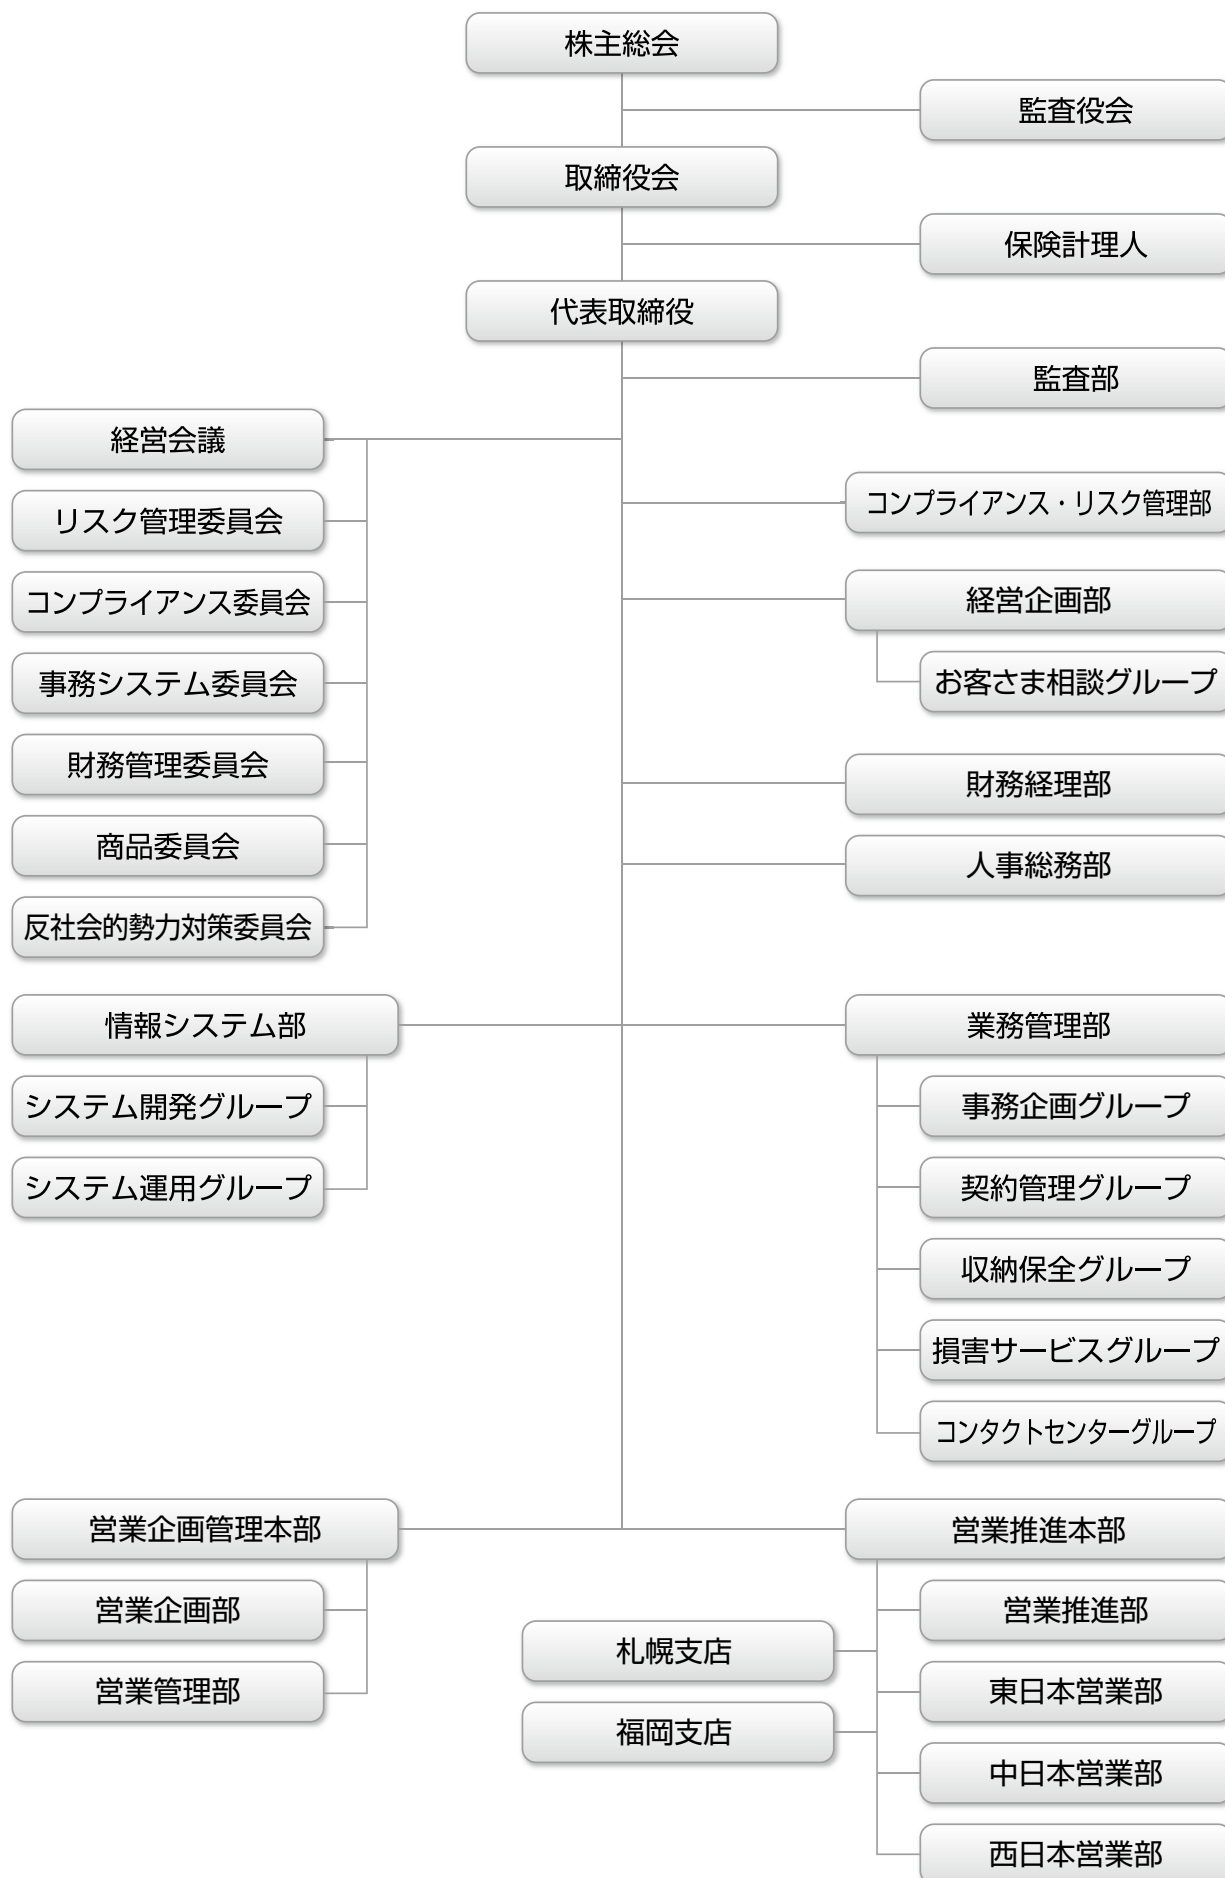 株主総会
監査役会
取締役会
保険計理人
代表取締役
監査部
経営会議
リスク管理委員会
コンプライアンス委員会
事務システム委員会
財務管理委員会
商品委員会
反社会的勢力対策委員会
コンプライアンス・リスク管理部
経営企画部
お客さま相談グループ
財務経理部
人事総務部
情報システム部
システム開発グループ
システム運用グループ
業務管理部
事務企画グループ
契約管理グループ
収納保全グループ
損害サービスグループ
コンタクトセンターグループ
営業企画管理本部
営業企画部
営業管理部
営業推進本部
札幌支店
福岡支店
営業推進部
東日本営業部
中日本営業部
西日本営業部